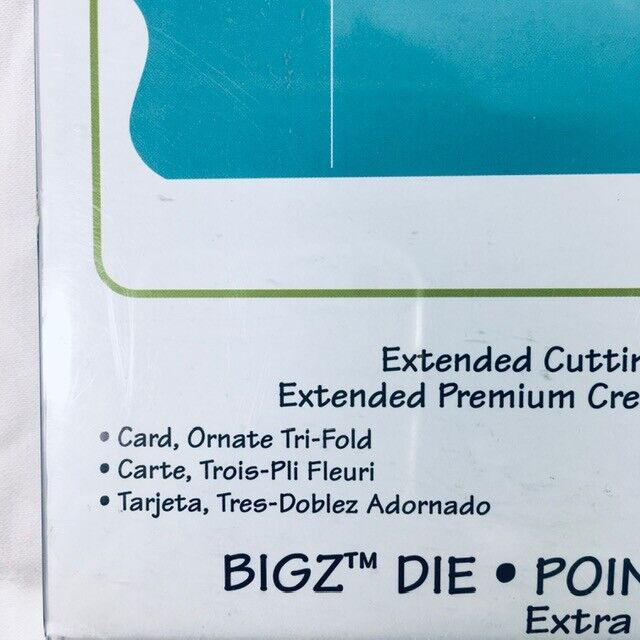 Extended Cuttin
Extended Premium Cre
• Card, Ornate Tri-Fold
• Carte, Trois-Pli Fleuri
• Tarjeta, Tres-Doblez Adornado
BIGZ™ DIE • POIN
Extra